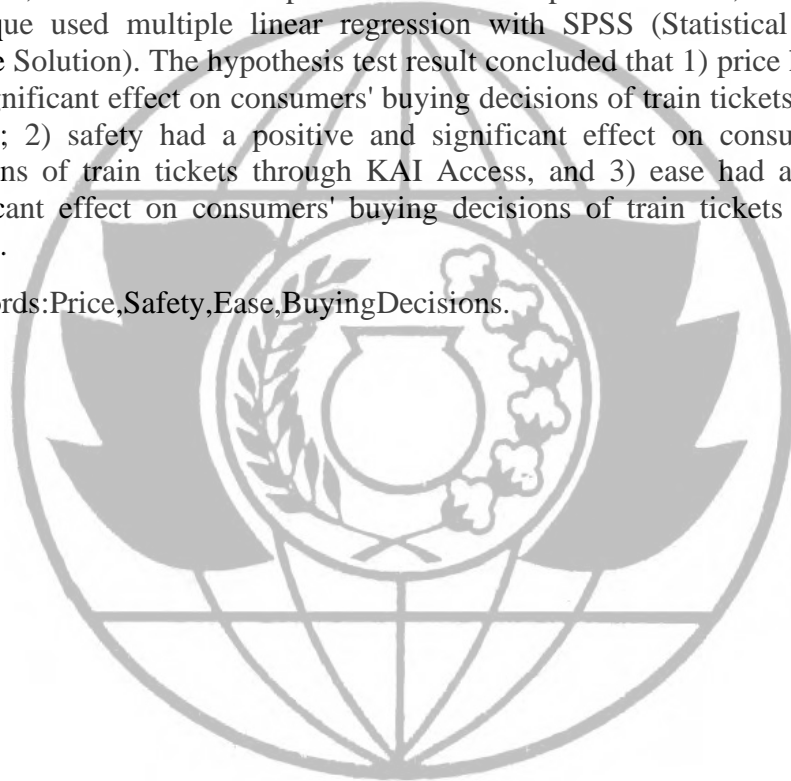 que used multiple linear regression with SPSS (Statistical
e Solution). The hypothesis test result concluded that 1) price
gnificant effect on consumers' buying decisions of train tickets
; 2) safety had a positive and significant effect on consu
ns of train tickets through KAI Access, and 3) ease had a
cant effect on consumers' buying decisions of train tickets
.
rds:Price,Safety,Ease,BuyingDecisions.